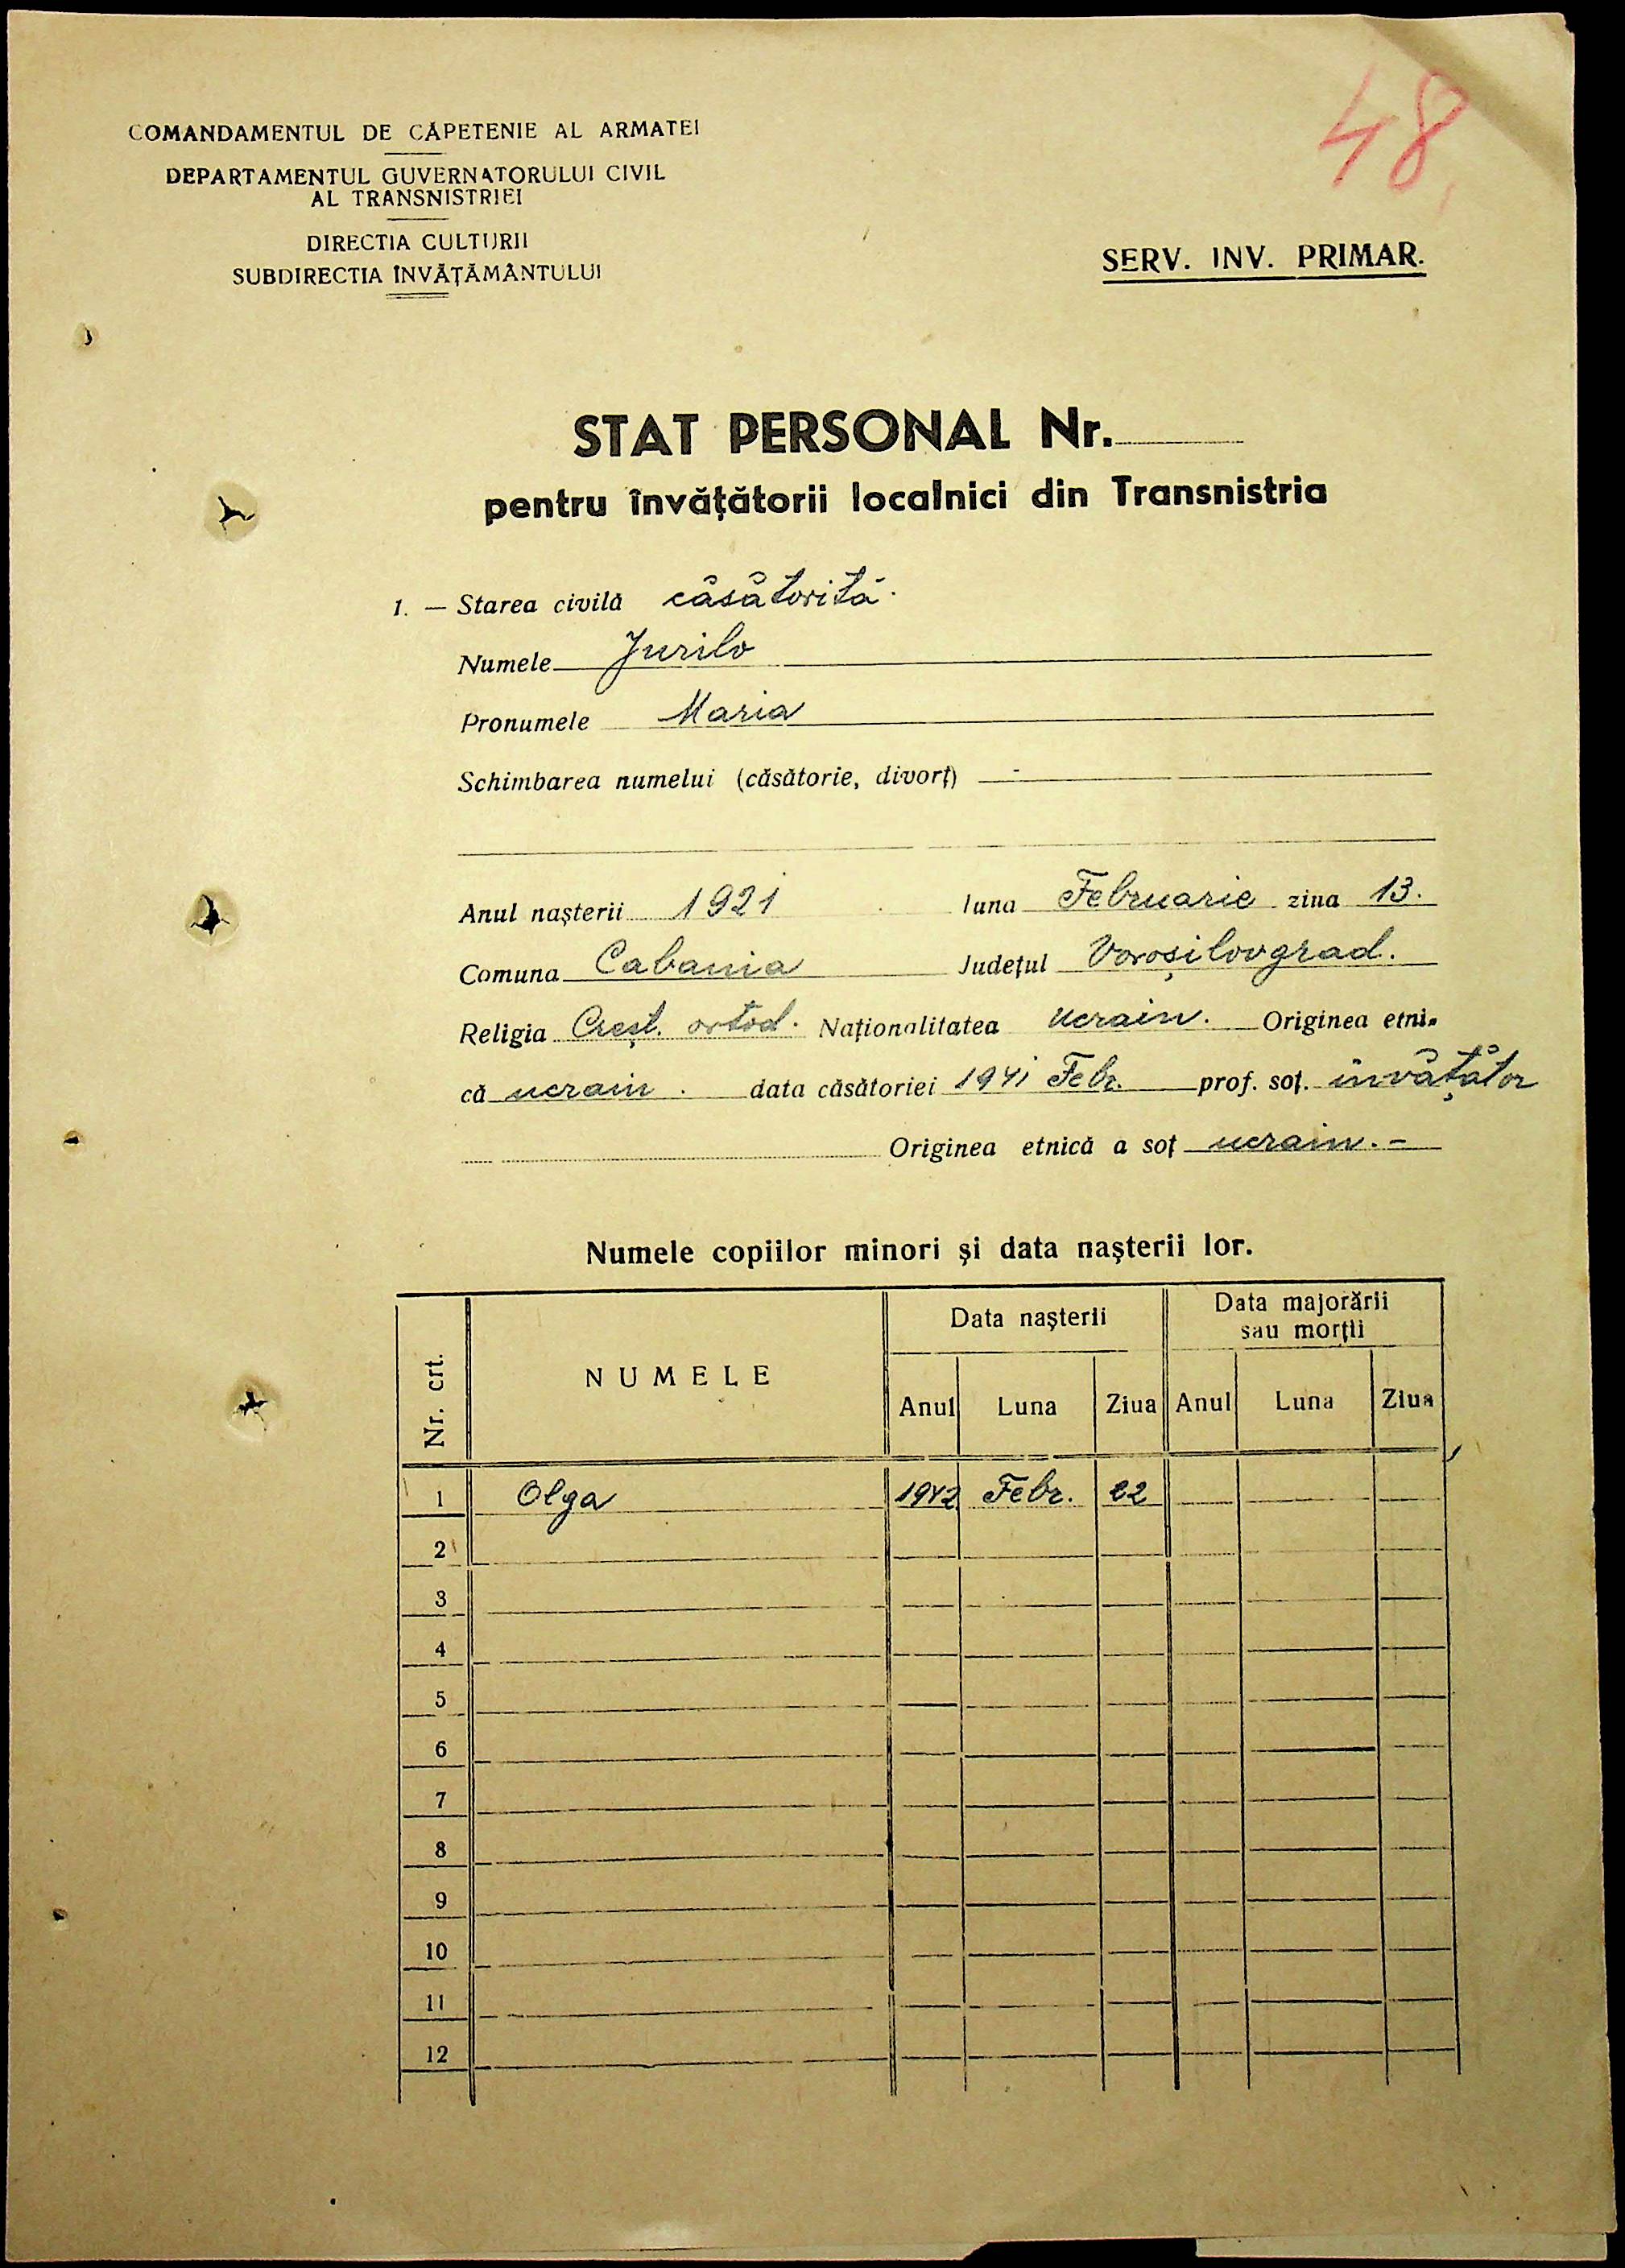 48
COMANDAMENTUL DE CĂPETENIE AL ARMATEI
DEPARTAMENTUL GUVERNATORULUI CIVIL
AL TRANSNISTRIEI
DIRECTIA CULTURII
SUBDIRECTIA ÎNVĂȚĂMÂNTULUI
SERV. INV. PRIMAR.
STAT PERSONAL Nr.
pentru învățătorii localnici din Transnistria
1. — Starea civilă căsătorită.
Numele Jurilo
Pronumele Maria
Schimbarea numelui (căsătorie, divorț) -
Anul nașterii 1921 luna Februarie ziua 13.
Comuna Cabania Județul Voroșilovgrad.
Religia Creșt. ortod. Naționalitatea ucrain. Originea etni-
că ucrain. data căsătoriei 1941 Febr. prof. soț. învățător
Originea etnică a soț ucrain. -
Numele copiilor minori și data nașterii lor.
Nr. crt. NUMELE Data nașterii Data majorării
sau morții
Anul Luna Ziua Anul Luna Ziua
1 Olga 1942 Febr. 22
2
3
4
5
6
7
8
9
10
11
12